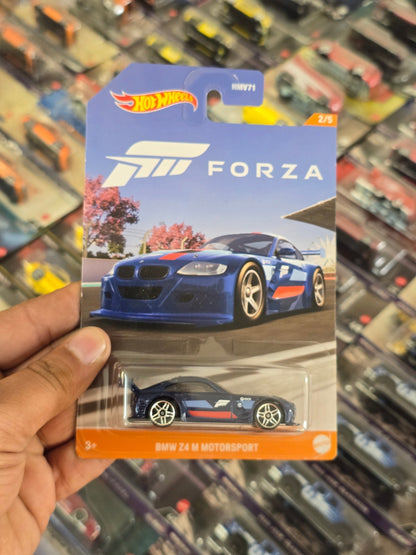 HMV71
HOT WHEELS
2/5
FORZA
BMW Z4 M MOTORSPORT
3+